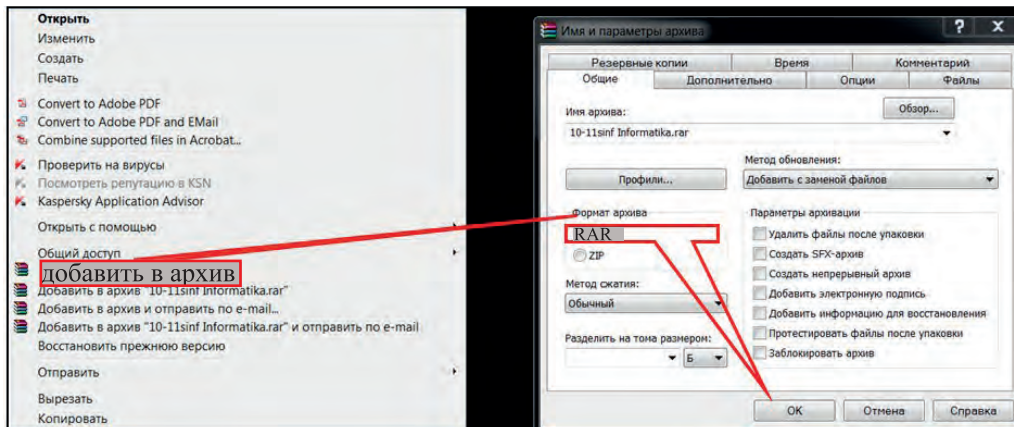 Открыть
Изменить
Создать
Печать
Convert to Adobe PDF
Convert to Adobe PDF and EMail
Combine supported files in Acrobat...
Проверить на вирусы
Посмотреть репутацию в KSN
Kaspersky Application Advisor
Открыть с помощью
Общий доступ
добавить в архив
Добавить в архив "10-11sinf Informatika.rar"
Добавить в архив и отправить по e-mail...
Добавить в архив "10-11sinf Informatika.rar" и отправить по e-mail
Восстановить прежнюю версию
Отправить
Вырезать
Копировать
Имя и параметры архива
? X
Резервные копии Время Комментарий
Общие Дополнительно Опции Файлы
Имя архива: Обзор...
10-11sinf Informatika.rar
Метод обновления:
Профили... Добавить с заменой файлов
Формат архива Параметры архивации
RAR Удалить файлы после упаковки
ZIP Создать SFX-архив
Создать непрерывный архив
Метод сжатия: Добавить электронную подпись
Обычный Добавить информацию для восстановления
Разделить на тома размером: Протестировать файлы после упаковки
Б Заблокировать архив
OK Отмена Справка